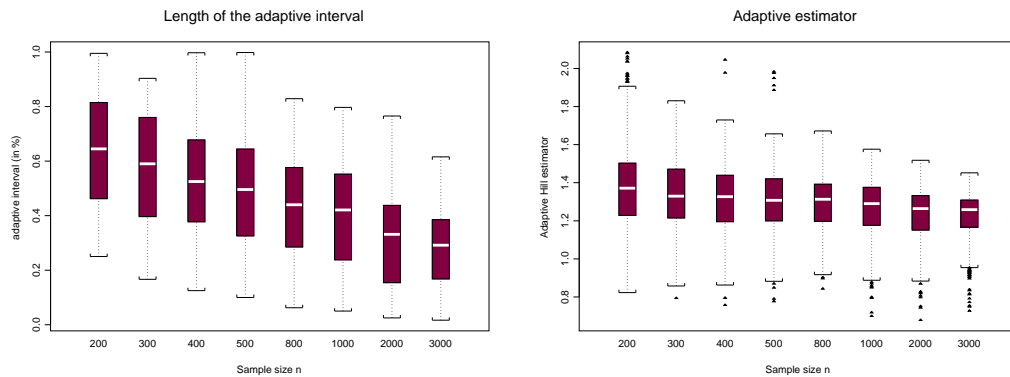 Length of the adaptive interval
adaptive interval (in %)
1.0
0.8
0.6
0.4
0.2
0.0
200 300 400 500 800 1000 2000 3000
Sample size n
Adaptive estimator
Adaptive Hill estimator
2.0
1.8
1.6
1.4
1.2
1.0
0.8
200 300 400 500 800 1000 2000 3000
Sample size n